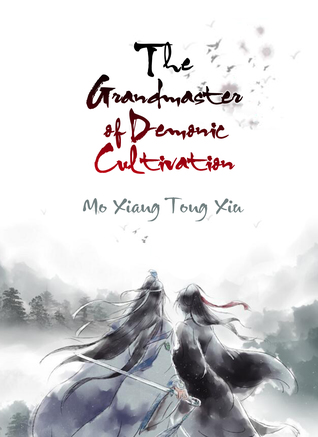 The
Grandmaster
of Demonic
Cultivation
Mo Xiang Tong Xiu